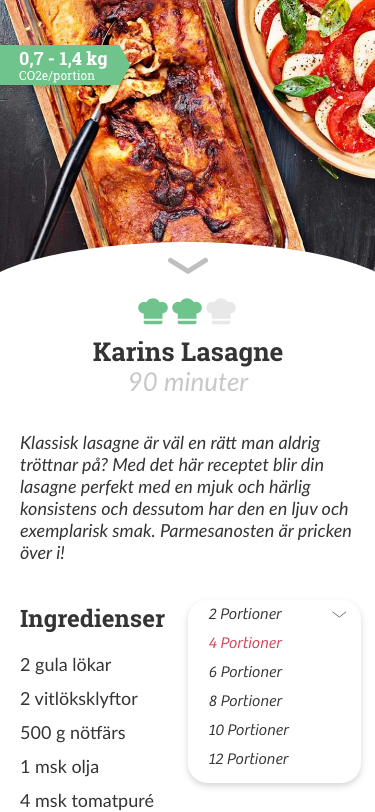 0,7 - 1,4 kg
CO2e/portion
Karins Lasagne
90 minuter
Klassisk lasagne är väl en rätt man aldrig
tröttnar på? Med det här receptet blir din
lasagne perfekt med en mjuk och härlig
konsistens och dessutom har den en ljuv och
exemplarisk smak. Parmesanosten är pricken
över i!
Ingredienser
2 gula lökar
2 vitlöksklyftor
500 g nötfärs
1 msk olja
4 msk tomatpuré
2 Portioner
4 Portioner
6 Portioner
8 Portioner
10 Portioner
12 Portioner